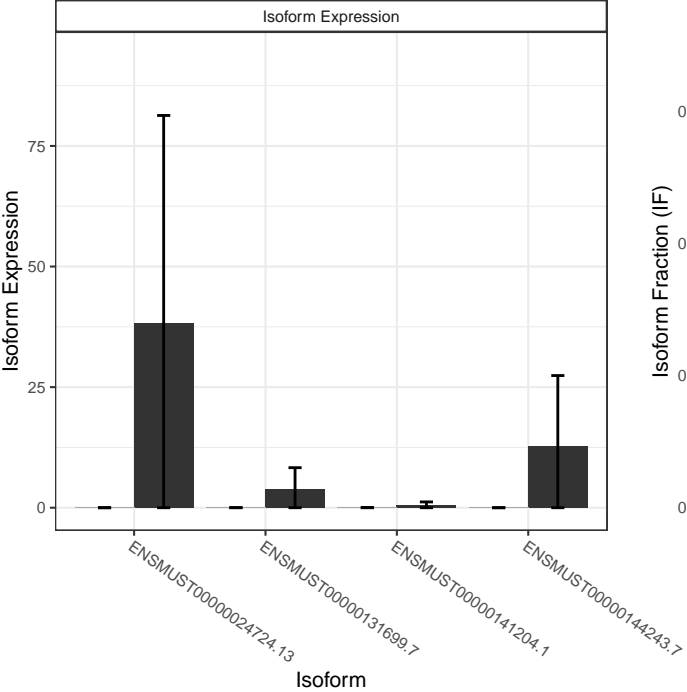 Isoform Expression
Isoform Expression
75
50
25
0
ENSMUST00000024724.13
ENSMUST00000131699.7
ENSMUST00000141204.1
ENSMUST00000144243.7
Isoform
Isoform Fraction (IF)
0
0
0
0